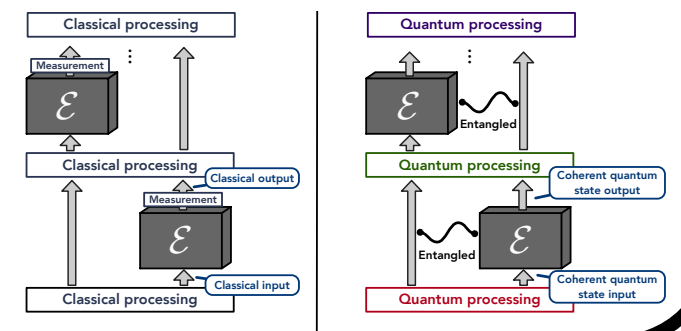 Classical processing
Measurement
ℰ
Classical processing
Classical output
Measurement
ℰ
Classical input
Classical processing
Quantum processing
ℰ
Entangled
Quantum processing
Coherent quantum
state output
ℰ
Entangled
Coherent quantum
state input
Quantum processing